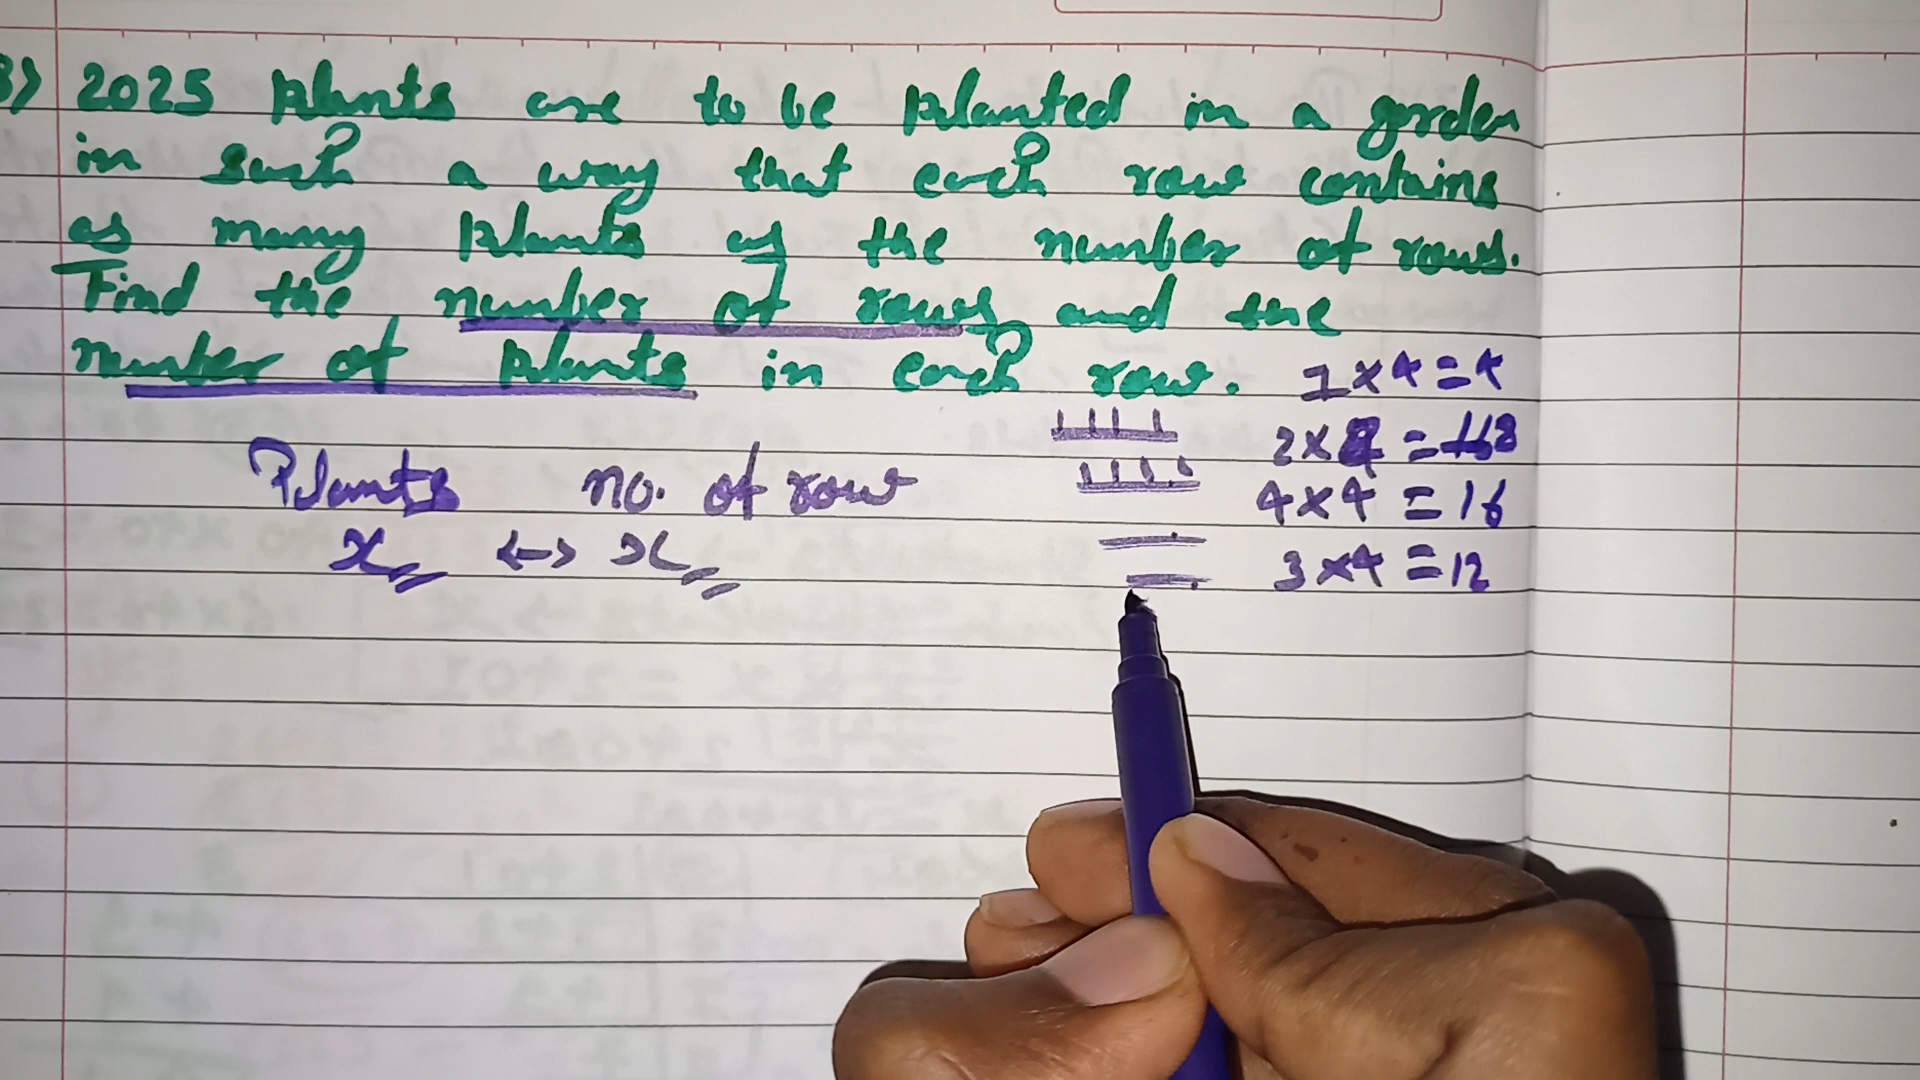 3) 2025 plants are to be planted in a garden
in such a way that each row contains
as many plants as the number of rows.
Find the number of rows and the
number of plants in each row.
1 x 4 = 4
2 x 4 = 8
Plants no. of row
4 x 4 = 16
x ↔ x
3 x 4 = 12